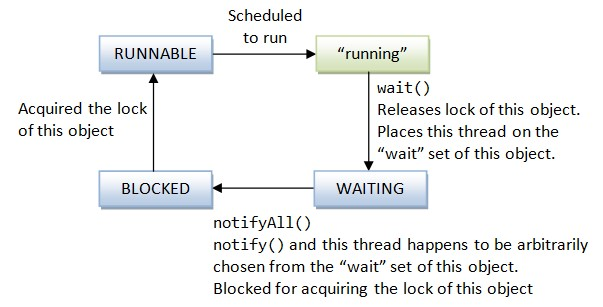 Scheduled
to run
RUNNABLE
“running”
wait()
Releases lock of this object.
Places this thread on the
“wait” set of this object.
Acquired the lock
of this object
BLOCKED
WAITING
notifyAll()
notify() and this thread happens to be arbitrarily
chosen from the “wait” set of this object.
Blocked for acquiring the lock of this object